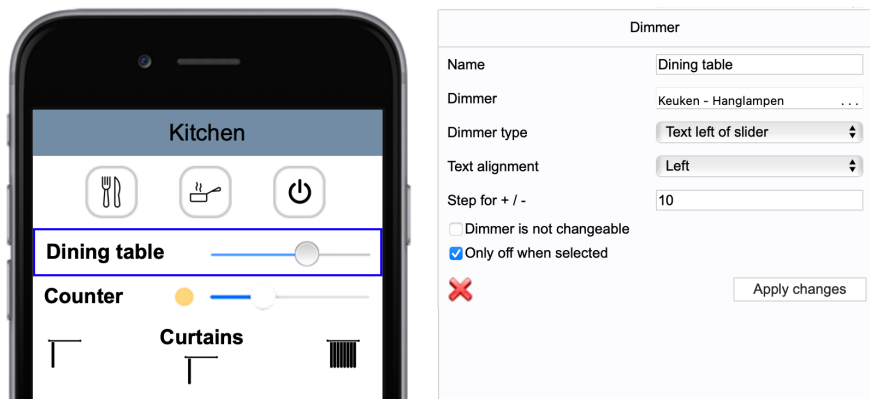 Kitchen
Dining table
Counter
Curtains
Dimmer
Name
Dining table
Dimmer
Keuken - Hanglampen ...
Dimmer type
Text left of slider
Text alignment
Left
Step for + / -
10
Dimmer is not changeable
Only off when selected
Apply changes